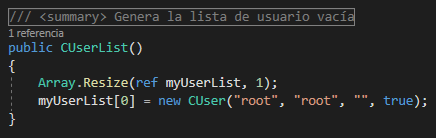 /// <summary> Genera la lista de usuario vacía
1 referencia
public CUserList()
{
Array.Resize(ref myUserList, 1);
myUserList[0] = new CUser("root", "root", "", true);
}